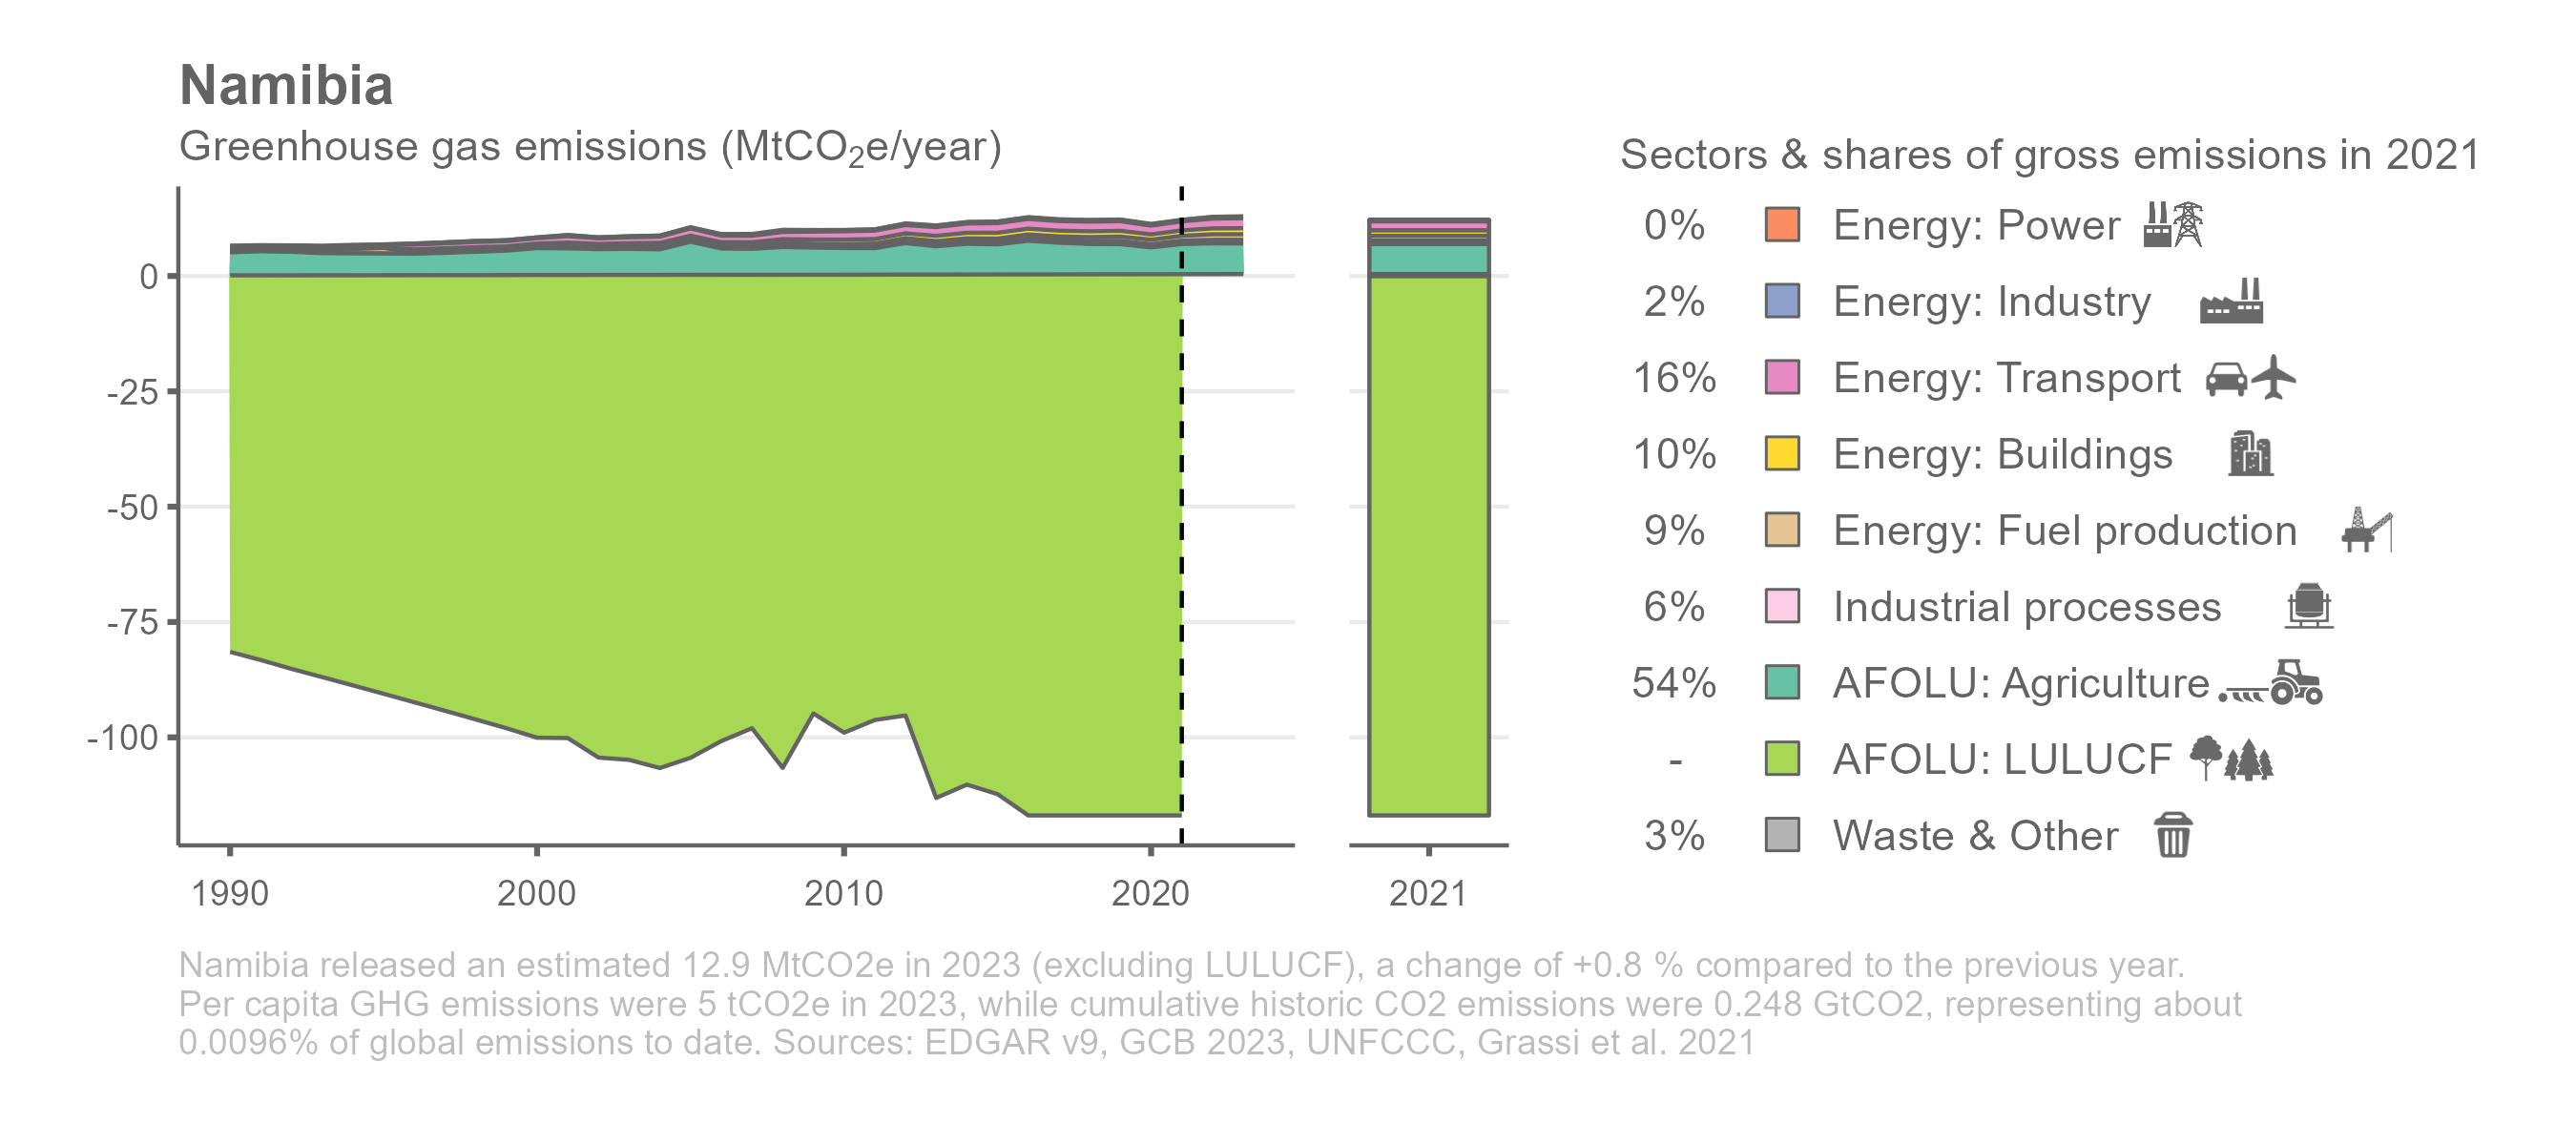 Namibia
Greenhouse gas emissions (MtCO₂e/year)
0
-25
-50
-75
-100
1990 2000 2010 2020 2021
Sectors & shares of gross emissions in 2021
0% Energy: Power
2% Energy: Industry
16% Energy: Transport
10% Energy: Buildings
9% Energy: Fuel production
6% Industrial processes
54% AFOLU: Agriculture
- AFOLU: LULUCF
3% Waste & Other
Namibia released an estimated 12.9 MtCO2e in 2023 (excluding LULUCF), a change of +0.8 % compared to the previous year.
Per capita GHG emissions were 5 tCO2e in 2023, while cumulative historic CO2 emissions were 0.248 GtCO2, representing about
0.0096% of global emissions to date. Sources: EDGAR v9, GCB 2023, UNFCCC, Grassi et al. 2021